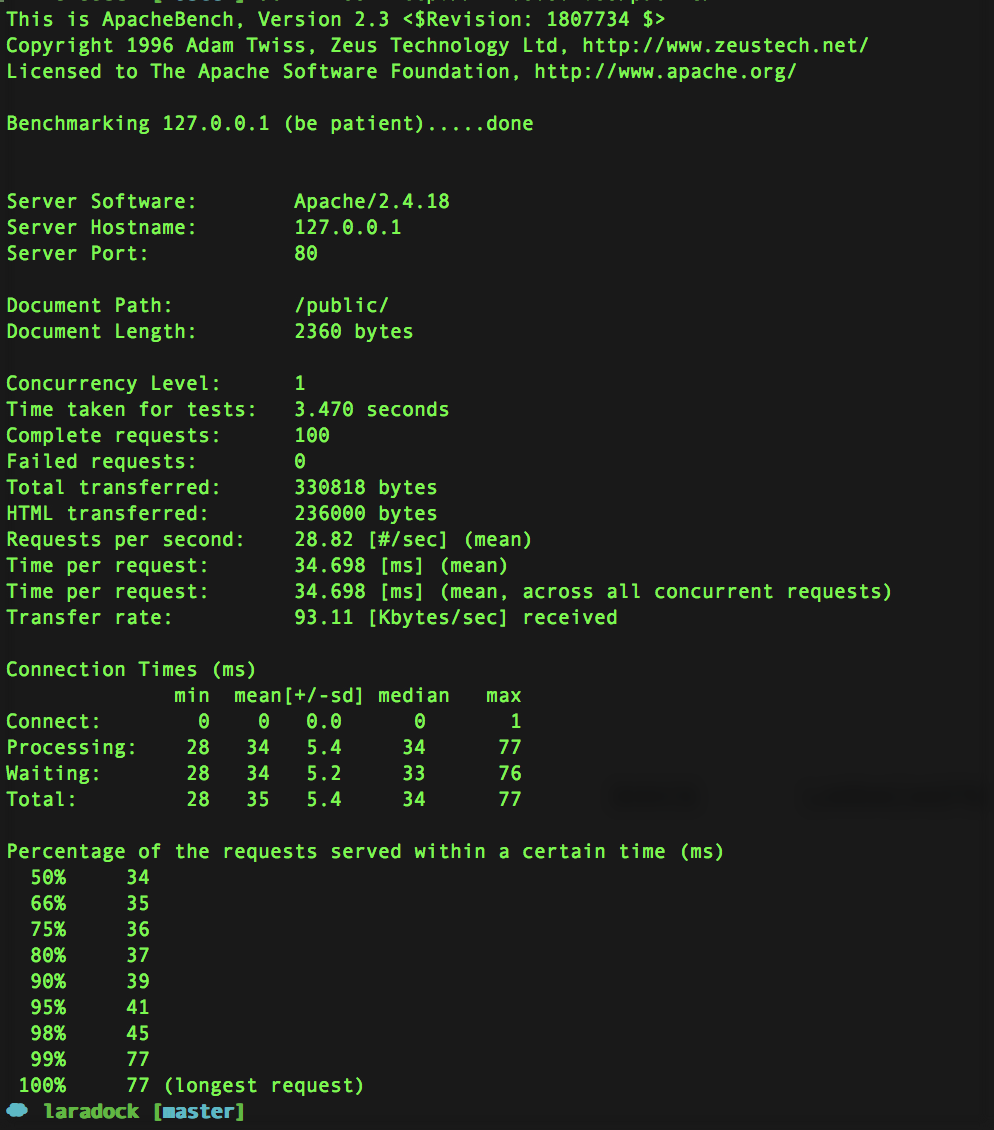 This is ApacheBench, Version 2.3 <$Revision: 1807734 $>
Copyright 1996 Adam Twiss, Zeus Technology Ltd, http://www.zeustech.net/
Licensed to The Apache Software Foundation, http://www.apache.org/

Benchmarking 127.0.0.1 (be patient).....done


Server Software:        Apache/2.4.18
Server Hostname:        127.0.0.1
Server Port:            80

Document Path:          /public/
Document Length:        2360 bytes

Concurrency Level:      1
Time taken for tests:   3.470 seconds
Complete requests:      100
Failed requests:        0
Total transferred:      330818 bytes
HTML transferred:       236000 bytes
Requests per second:    28.82 [#/sec] (mean)
Time per request:       34.698 [ms] (mean)
Time per request:       34.698 [ms] (mean, across all concurrent requests)
Transfer rate:          93.11 [Kbytes/sec] received

Connection Times (ms)
              min  mean[+/-sd] median   max
Connect:        0    0   0.0      0       1
Processing:    28   34   5.4     34      77
Waiting:       28   34   5.2     33      76
Total:         28   35   5.4     34      77

Percentage of the requests served within a certain time (ms)
  50%     34
  66%     35
  75%     36
  80%     37
  90%     39
  95%     41
  98%     45
  99%     77
 100%     77 (longest request)
laradock [master]